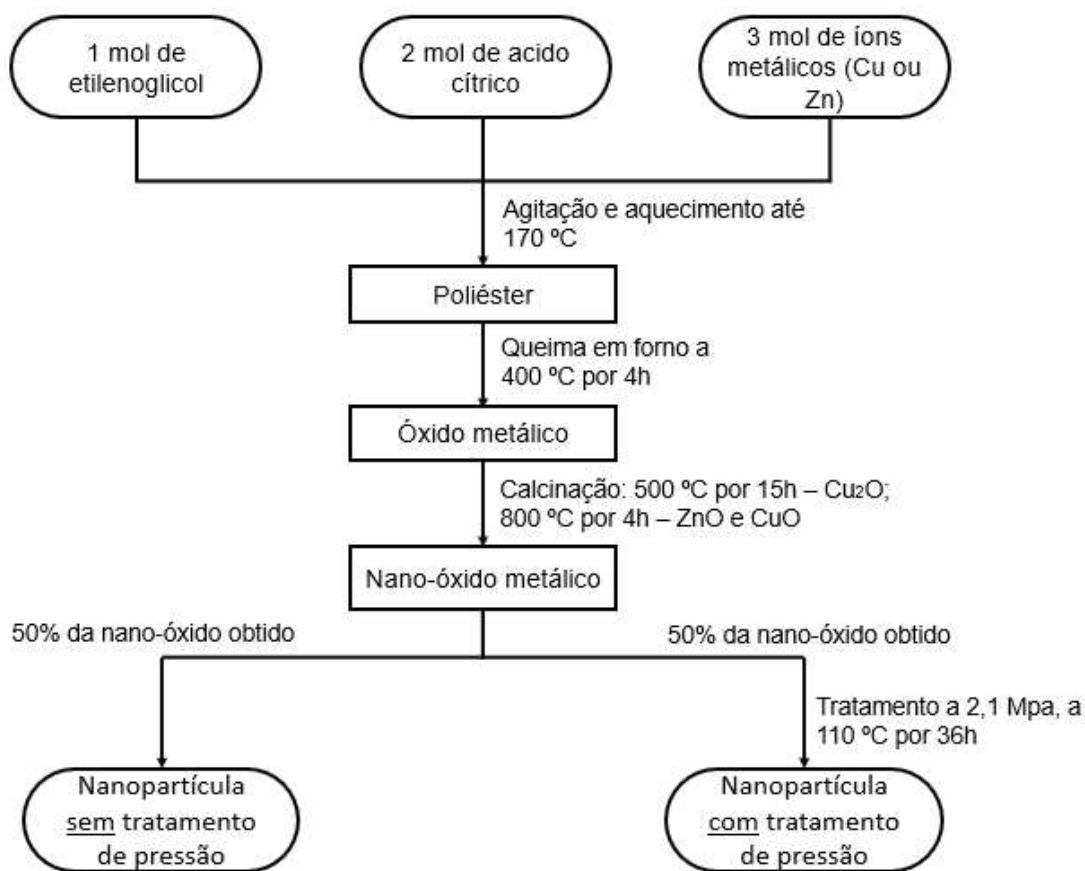 1 mol de
etilenoglicol
2 mol de acido
cítrico
3 mol de íons
metálicos (Cu ou
Zn)
Agitação e aquecimento até
170 ºC
Poliéster
Queima em forno a
400 ºC por 4h
Óxido metálico
Calcinação: 500 ºC por 15h – Cu₂O;
800 ºC por 4h – ZnO e CuO
Nano-óxido metálico
50% da nano-óxido obtido
50% da nano-óxido obtido
Tratamento a 2,1 Mpa, a
110 ºC por 36h
Nanopartícula
sem tratamento
de pressão
Nanopartícula
com tratamento
de pressão